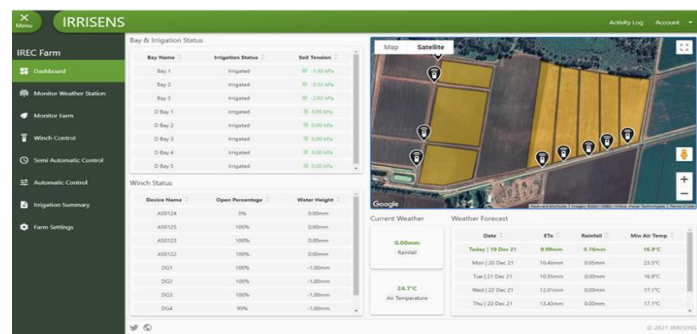 Menu
IRRISENS
Activity Log Account
IREC Farm
Dashboard
Monitor Weather Station
Monitor Farm
Winch Control
Semi Automatic Control
Automatic Control
Irrigation Summary
Farm Settings
Bay & Irrigation Status
Bay Name Irrigation Status Soil Tension
Bay 1 Irrigated -1.90 kPa
Bay 2 Irrigated -3.52 kPa
Bay 3 Irrigated -2.83 kPa
D Bay 1 Irrigated 0.00 kPa
D Bay 2 Irrigated 0.00 kPa
D Bay 3 Irrigated 0.00 kPa
D Bay 4 Irrigated 0.00 kPa
D Bay 5 Irrigated 0.00 kPa
Winch Status
Device Name Open Percentage Water Height
AS0124 0% 0.00mm
AS0125 100% 0.00mm
AS0123 100% 0.00mm
AS0122 100% 0.00mm
DG1 100% -1.00mm
DG2 100% -1.00mm
DG3 100% -1.00mm
DG4 99% -1.00mm
Map Satellite
Google
Current Weather
0.00mm
Rainfall
24.7°C
Air Temperature
Weather Forecast
Date ETo Rainfall Min Air Temp
Today | 19 Dec 21 9.89mm 0.16mm 16.9°C
Mon | 20 Dec 21 10.46mm 0.95mm 23.5°C
Tue | 21 Dec 21 10.55mm 0.00mm 16.9°C
Wed | 22 Dec 21 12.01mm 0.00mm 17.1°C
Thu | 23 Dec 21 13.43mm 0.00mm 17.1°C
© 2021 IRRISENS